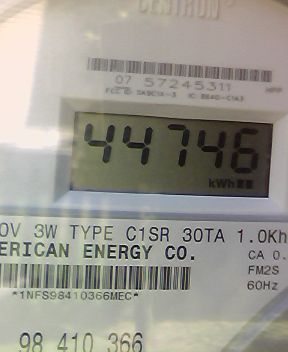 CENTRON
07 57245311
44746
kWh
0V 3W TYPE C1SR 30TA 1.0Kh
ERICAN ENERGY CO.
CA 0.
FM2S
60Hz
*1NFS98410366MEC*
98 410 366